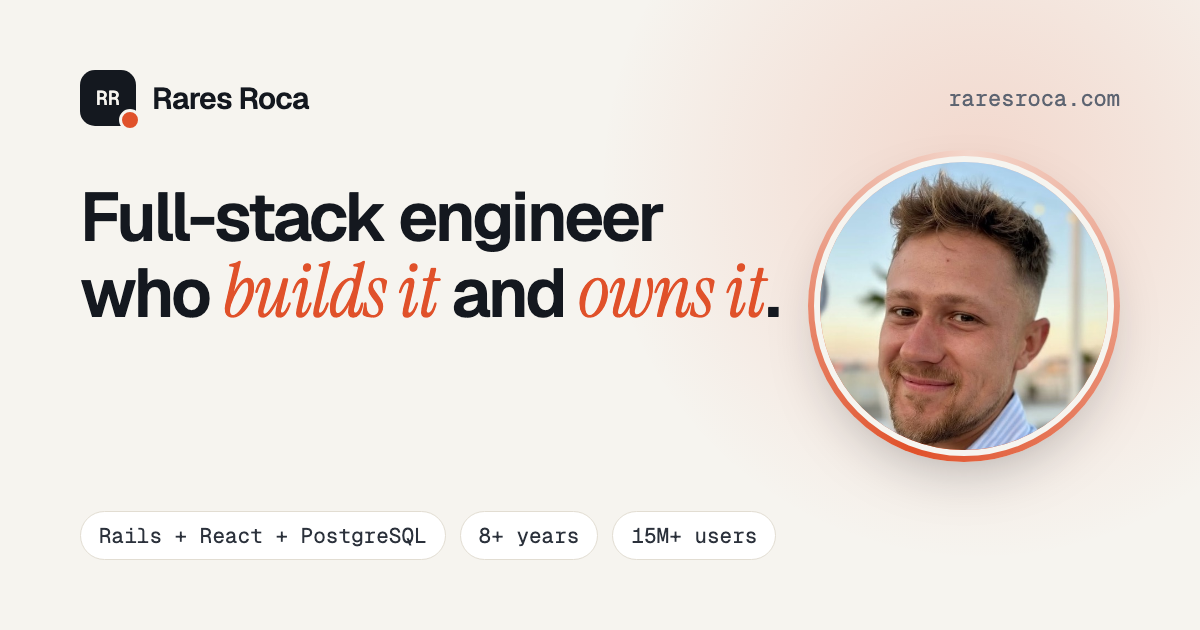 RR
Rares Roca
raresroca.com
Full-stack engineer
who builds it and owns it.
Rails + React + PostgreSQL
8+ years
15M+ users